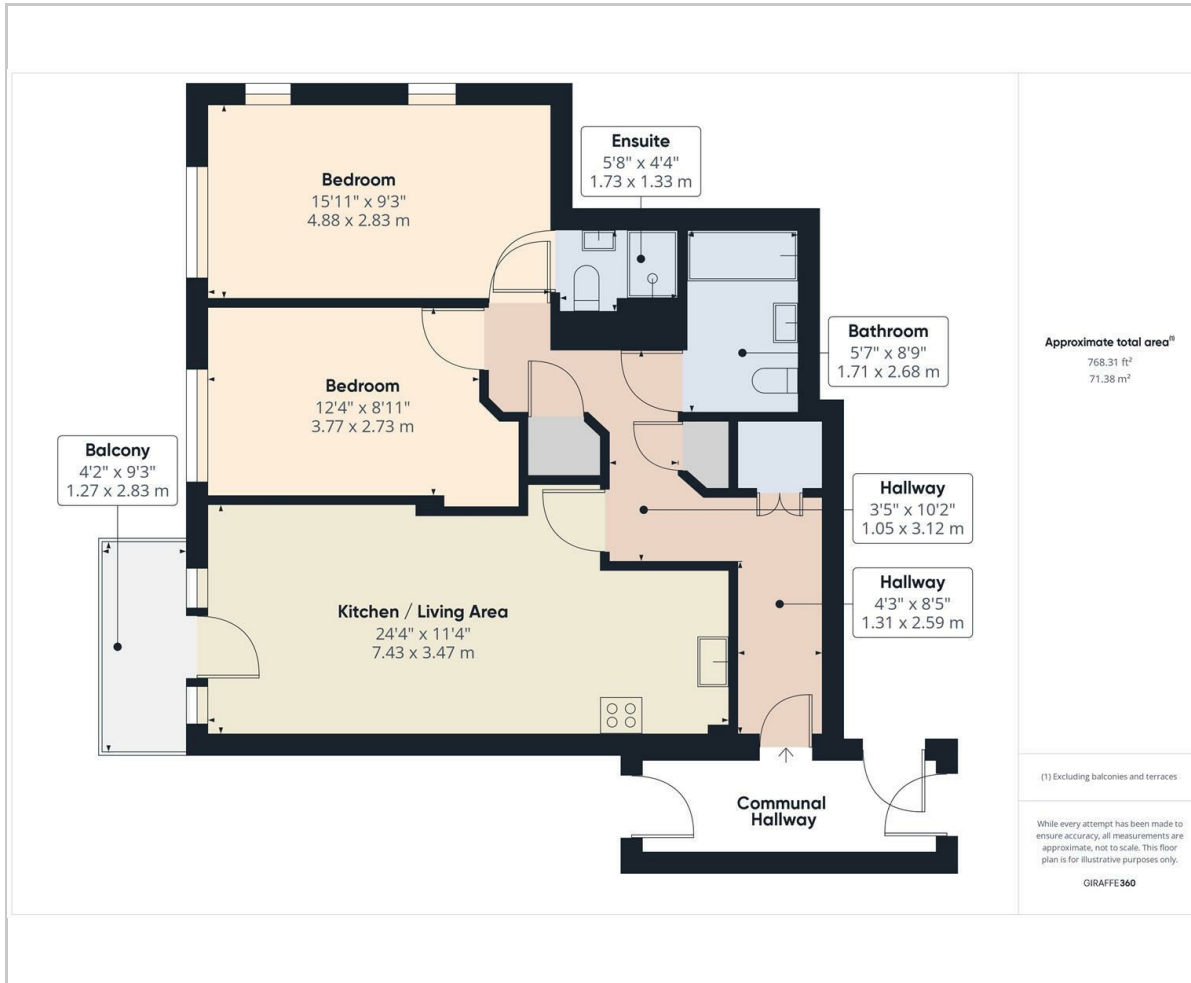 Ensuite
5'8" x 4'4"
1.73 x 1.33 m
Bedroom
15'11" x 9'3"
4.88 x 2.83 m
Bathroom
5'7" x 8'9"
1.71 x 2.68 m
Bedroom
12'4" x 8'11"
3.77 x 2.73 m
Balcony
4'2" x 9'3"
1.27 x 2.83 m
Hallway
3'5" x 10'2"
1.05 x 3.12 m
Hallway
4'3" x 8'5"
1.31 x 2.59 m
Kitchen / Living Area
24'4" x 11'4"
7.43 x 3.47 m
Communal
Hallway
Approximate total area(1)
768.31 ft²
71.38 m²
(1) Excluding balconies and terraces
While every attempt has been made to
ensure accuracy, all measurements are
approximate, not to scale. This floor
plan is for illustrative purposes only.
GIRAFFE360